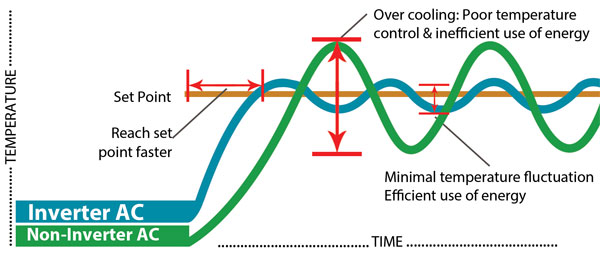 Over cooling: Poor temperature
control & inefficient use of energy
TEMPERATURE
Set Point
Reach set
point faster
Minimal temperature fluctuation
Efficient use of energy
Inverter AC
Non-Inverter AC
TIME